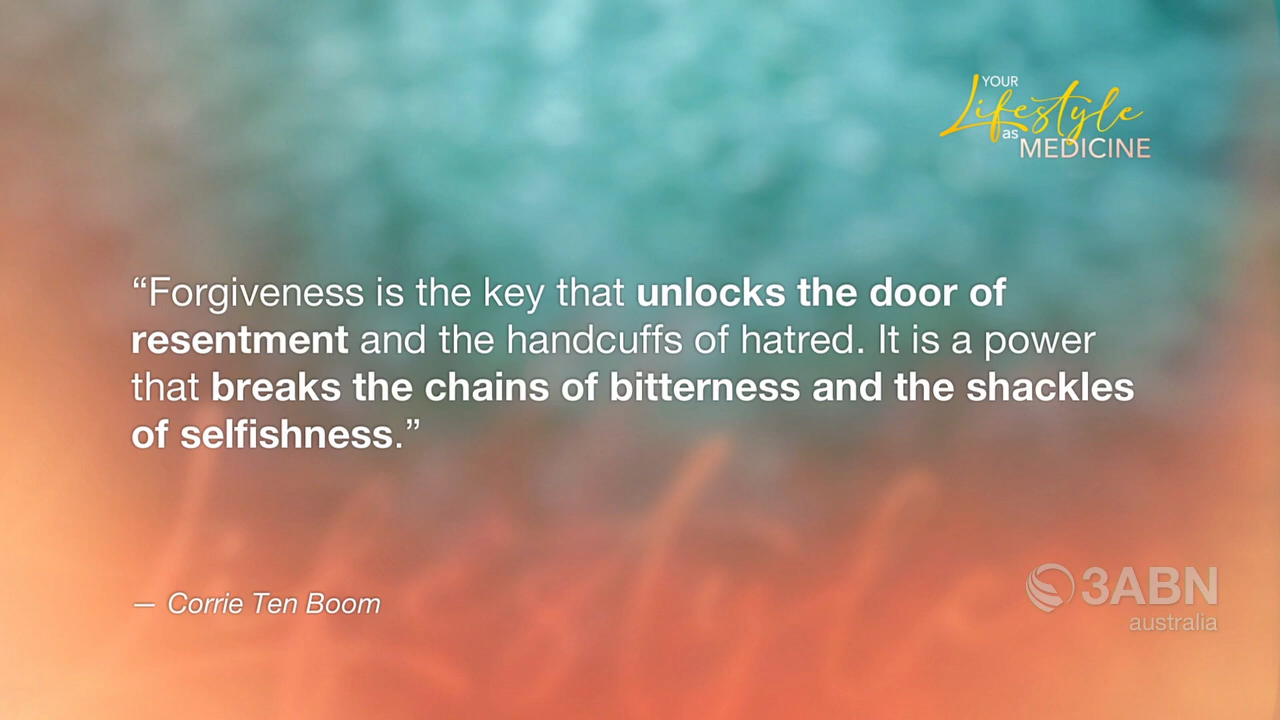 YOUR
Lifestyle
as
MEDICINE
“Forgiveness is the key that unlocks the door of
resentment and the handcuffs of hatred. It is a power
that breaks the chains of bitterness and the shackles
of selfishness.”
— Corrie Ten Boom
3ABN
australia